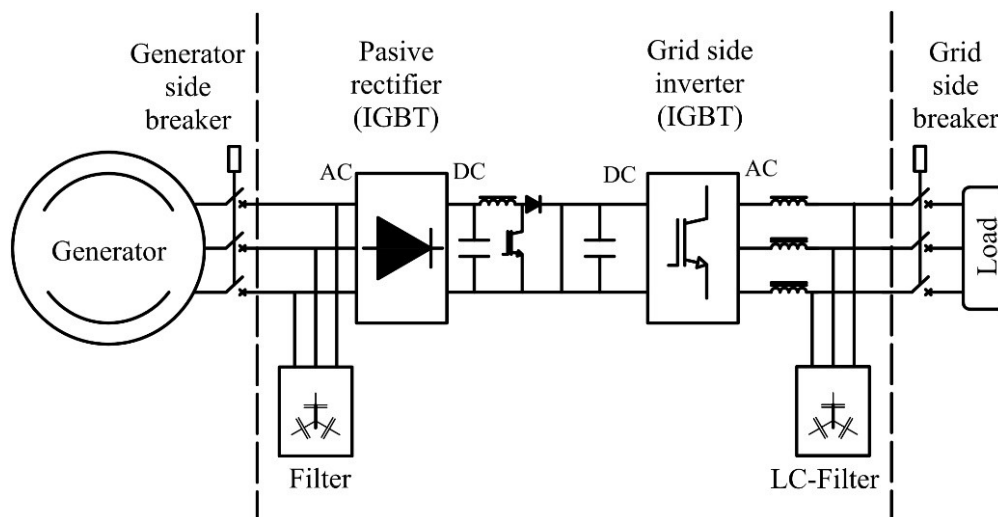 Generator
side
breaker
Pasive
rectifier
(IGBT)
Grid side
inverter
(IGBT)
Grid
side
breaker
AC
DC
DC
AC
Generator
Load
Filter
LC-Filter